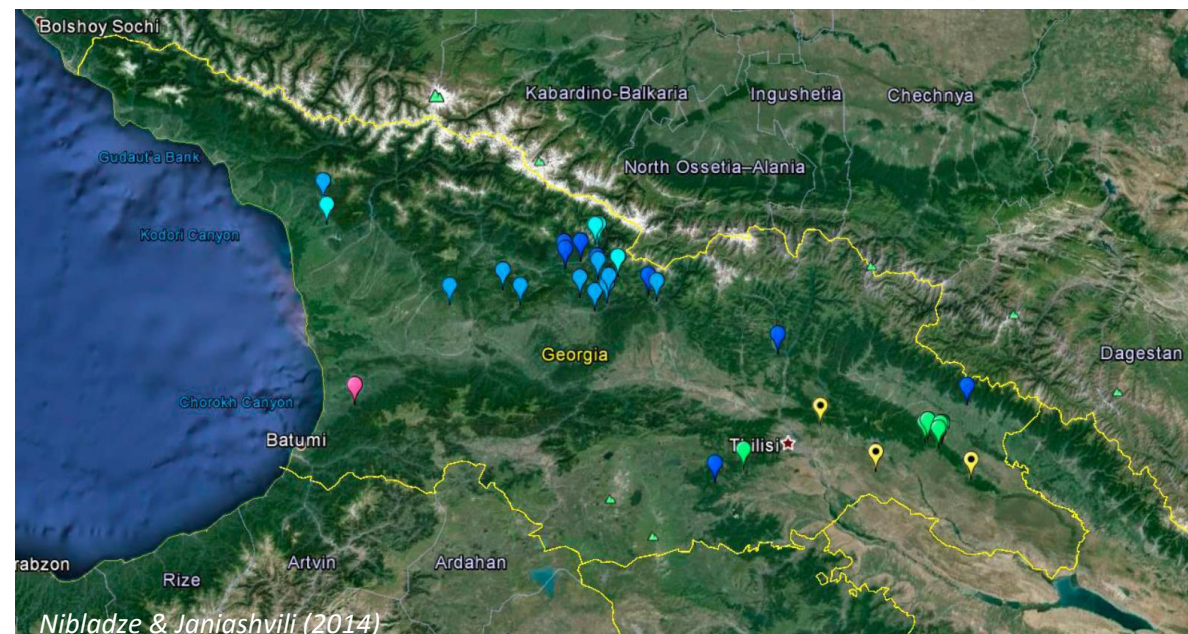 Bolshoy Sochi
Kabardino-Balkaria
Ingushetia
Chechnya
Gudaut'a Bank
North Ossetia–Alania
Kodori Canyon
Georgia
Dagestan
Chorokh Canyon
Batumi
Tbilisi
rabzon
Rize
Artvin
Ardahan
Nibladze & Janiashvili (2014)